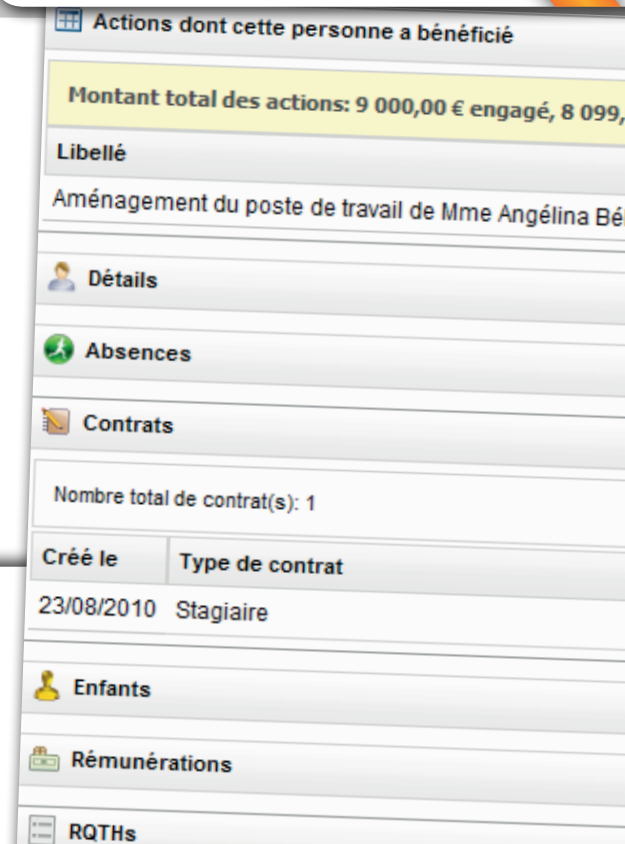 Actions dont cette personne a bénéficié
Montant total des actions: 9 000,00 € engagé, 8 099,
Libellé
Aménagement du poste de travail de Mme Angélina
Détails
Absences
Contrats
Nombre total de contrat(s): 1
Créé le Type de contrat
23/08/2010 Stagiaire
Enfants
Rémunérations
RQTHs